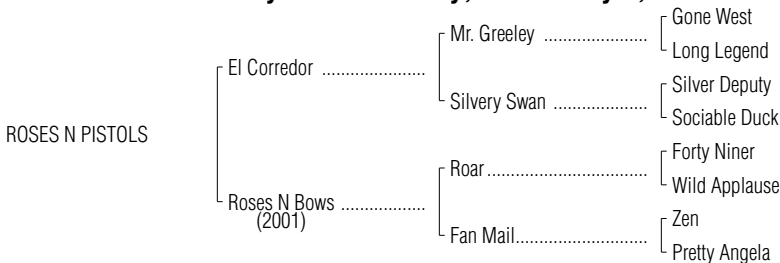 Gone West
Mr. Greeley ......................
Long Legend
El Corredor ......................
Silver Deputy
Silvery Swan ....................
Sociable Duck
ROSES N PISTOLS
Forty Niner
Roar..................................
Wild Applause
Roses N Bows ..................
(2001)
Zen
Fan Mail............................
Pretty Angela